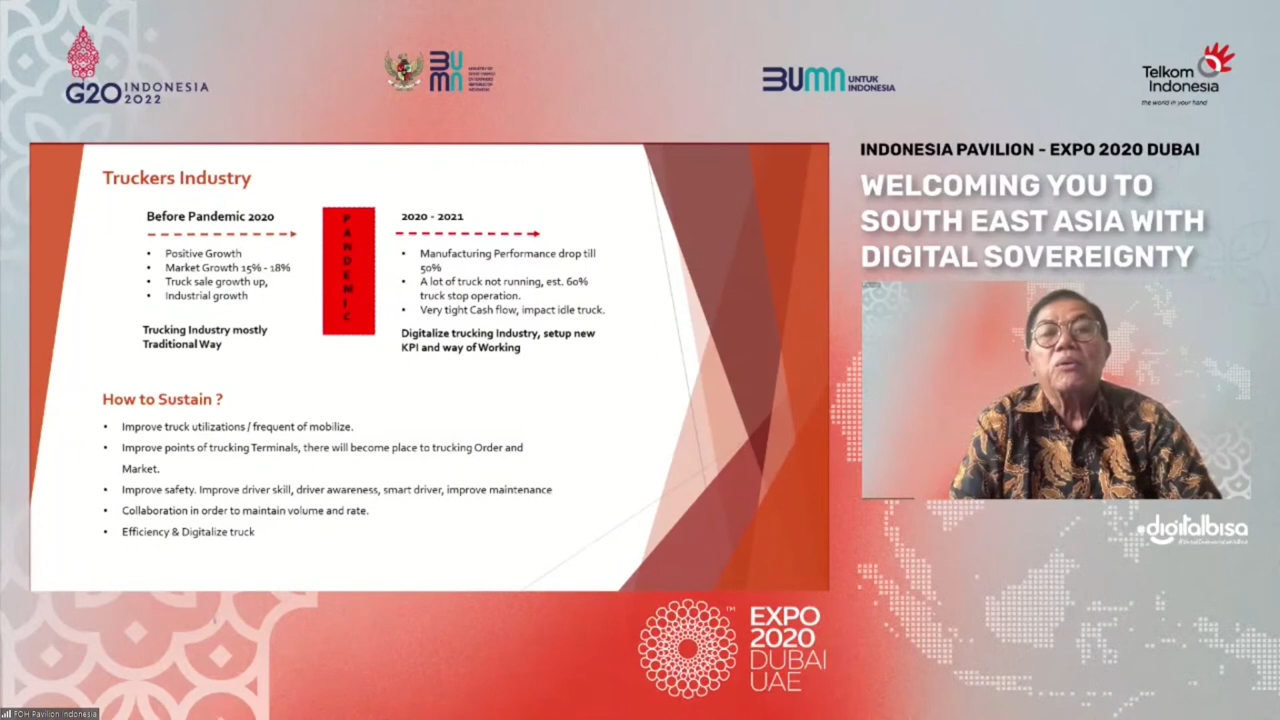 G20 INDONESIA
2022
BUMN
BUMN UNTUK
INDONESIA
Telkom
Indonesia
the world in your hand
INDONESIA PAVILION - EXPO 2020 DUBAI
WELCOMING YOU TO
SOUTH EAST ASIA WITH
DIGITAL SOVEREIGNTY
Truckers Industry
Before Pandemic 2020
• Positive Growth
• Market Growth 15% - 18%
• Truck sale growth up,
• Industrial growth
Trucking Industry mostly
Traditional Way
PANDEMIC
2020 - 2021
• Manufacturing Performance drop till
50%
• A lot of truck not running, est. 60%
truck stop operation.
• Very tight Cash flow, impact idle truck.
Digitalize trucking Industry, setup new
KPI and way of Working
How to Sustain ?
• Improve truck utilizations / frequent of mobilize.
• Improve points of trucking Terminals, there will become place to trucking Order and
Market.
• Improve safety. Improve driver skill, driver awareness, smart driver, improve maintenance
• Collaboration in order to maintain volume and rate.
• Efficiency & Digitalize truck
digitalbisa
EXPO
2020
DUBAI
UAE
TM
FOH Pavilion Indonesia